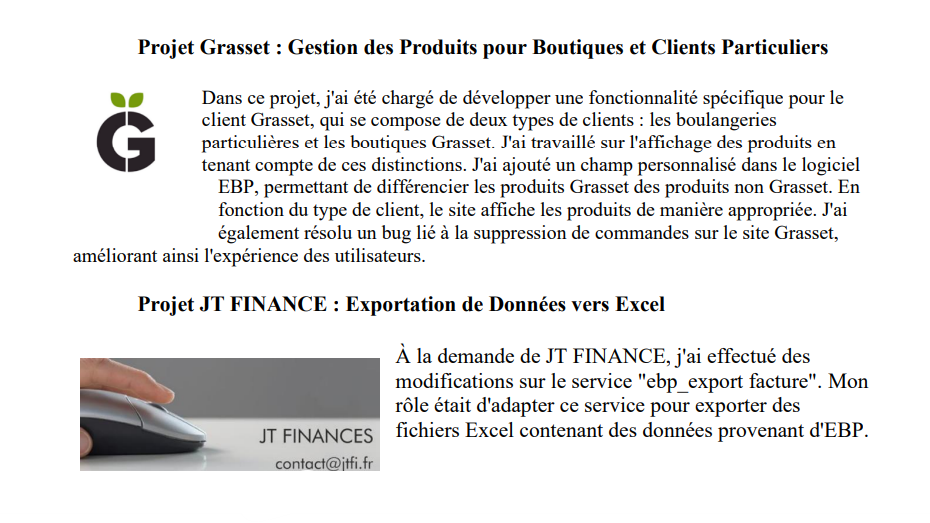 Projet Grasset : Gestion des Produits pour Boutiques et Clients Particuliers
G
Dans ce projet, j'ai été chargé de développer une fonctionnalité spécifique pour le
client Grasset, qui se compose de deux types de clients : les boulangeries
particulières et les boutiques Grasset. J'ai travaillé sur l'affichage des produits en
tenant compte de ces distinctions. J'ai ajouté un champ personnalisé dans le logiciel
EBP, permettant de différencier les produits Grasset des produits non Grasset. En
fonction du type de client, le site affiche les produits de manière appropriée. J'ai
également résolu un bug lié à la suppression de commandes sur le site Grasset,
améliorant ainsi l'expérience des utilisateurs.
Projet JT FINANCE : Exportation de Données vers Excel
À la demande de JT FINANCE, j'ai effectué des
modifications sur le service "ebp_export facture". Mon
rôle était d'adapter ce service pour exporter des
fichiers Excel contenant des données provenant d'EBP.
JT FINANCES
contact@jtfi.fr